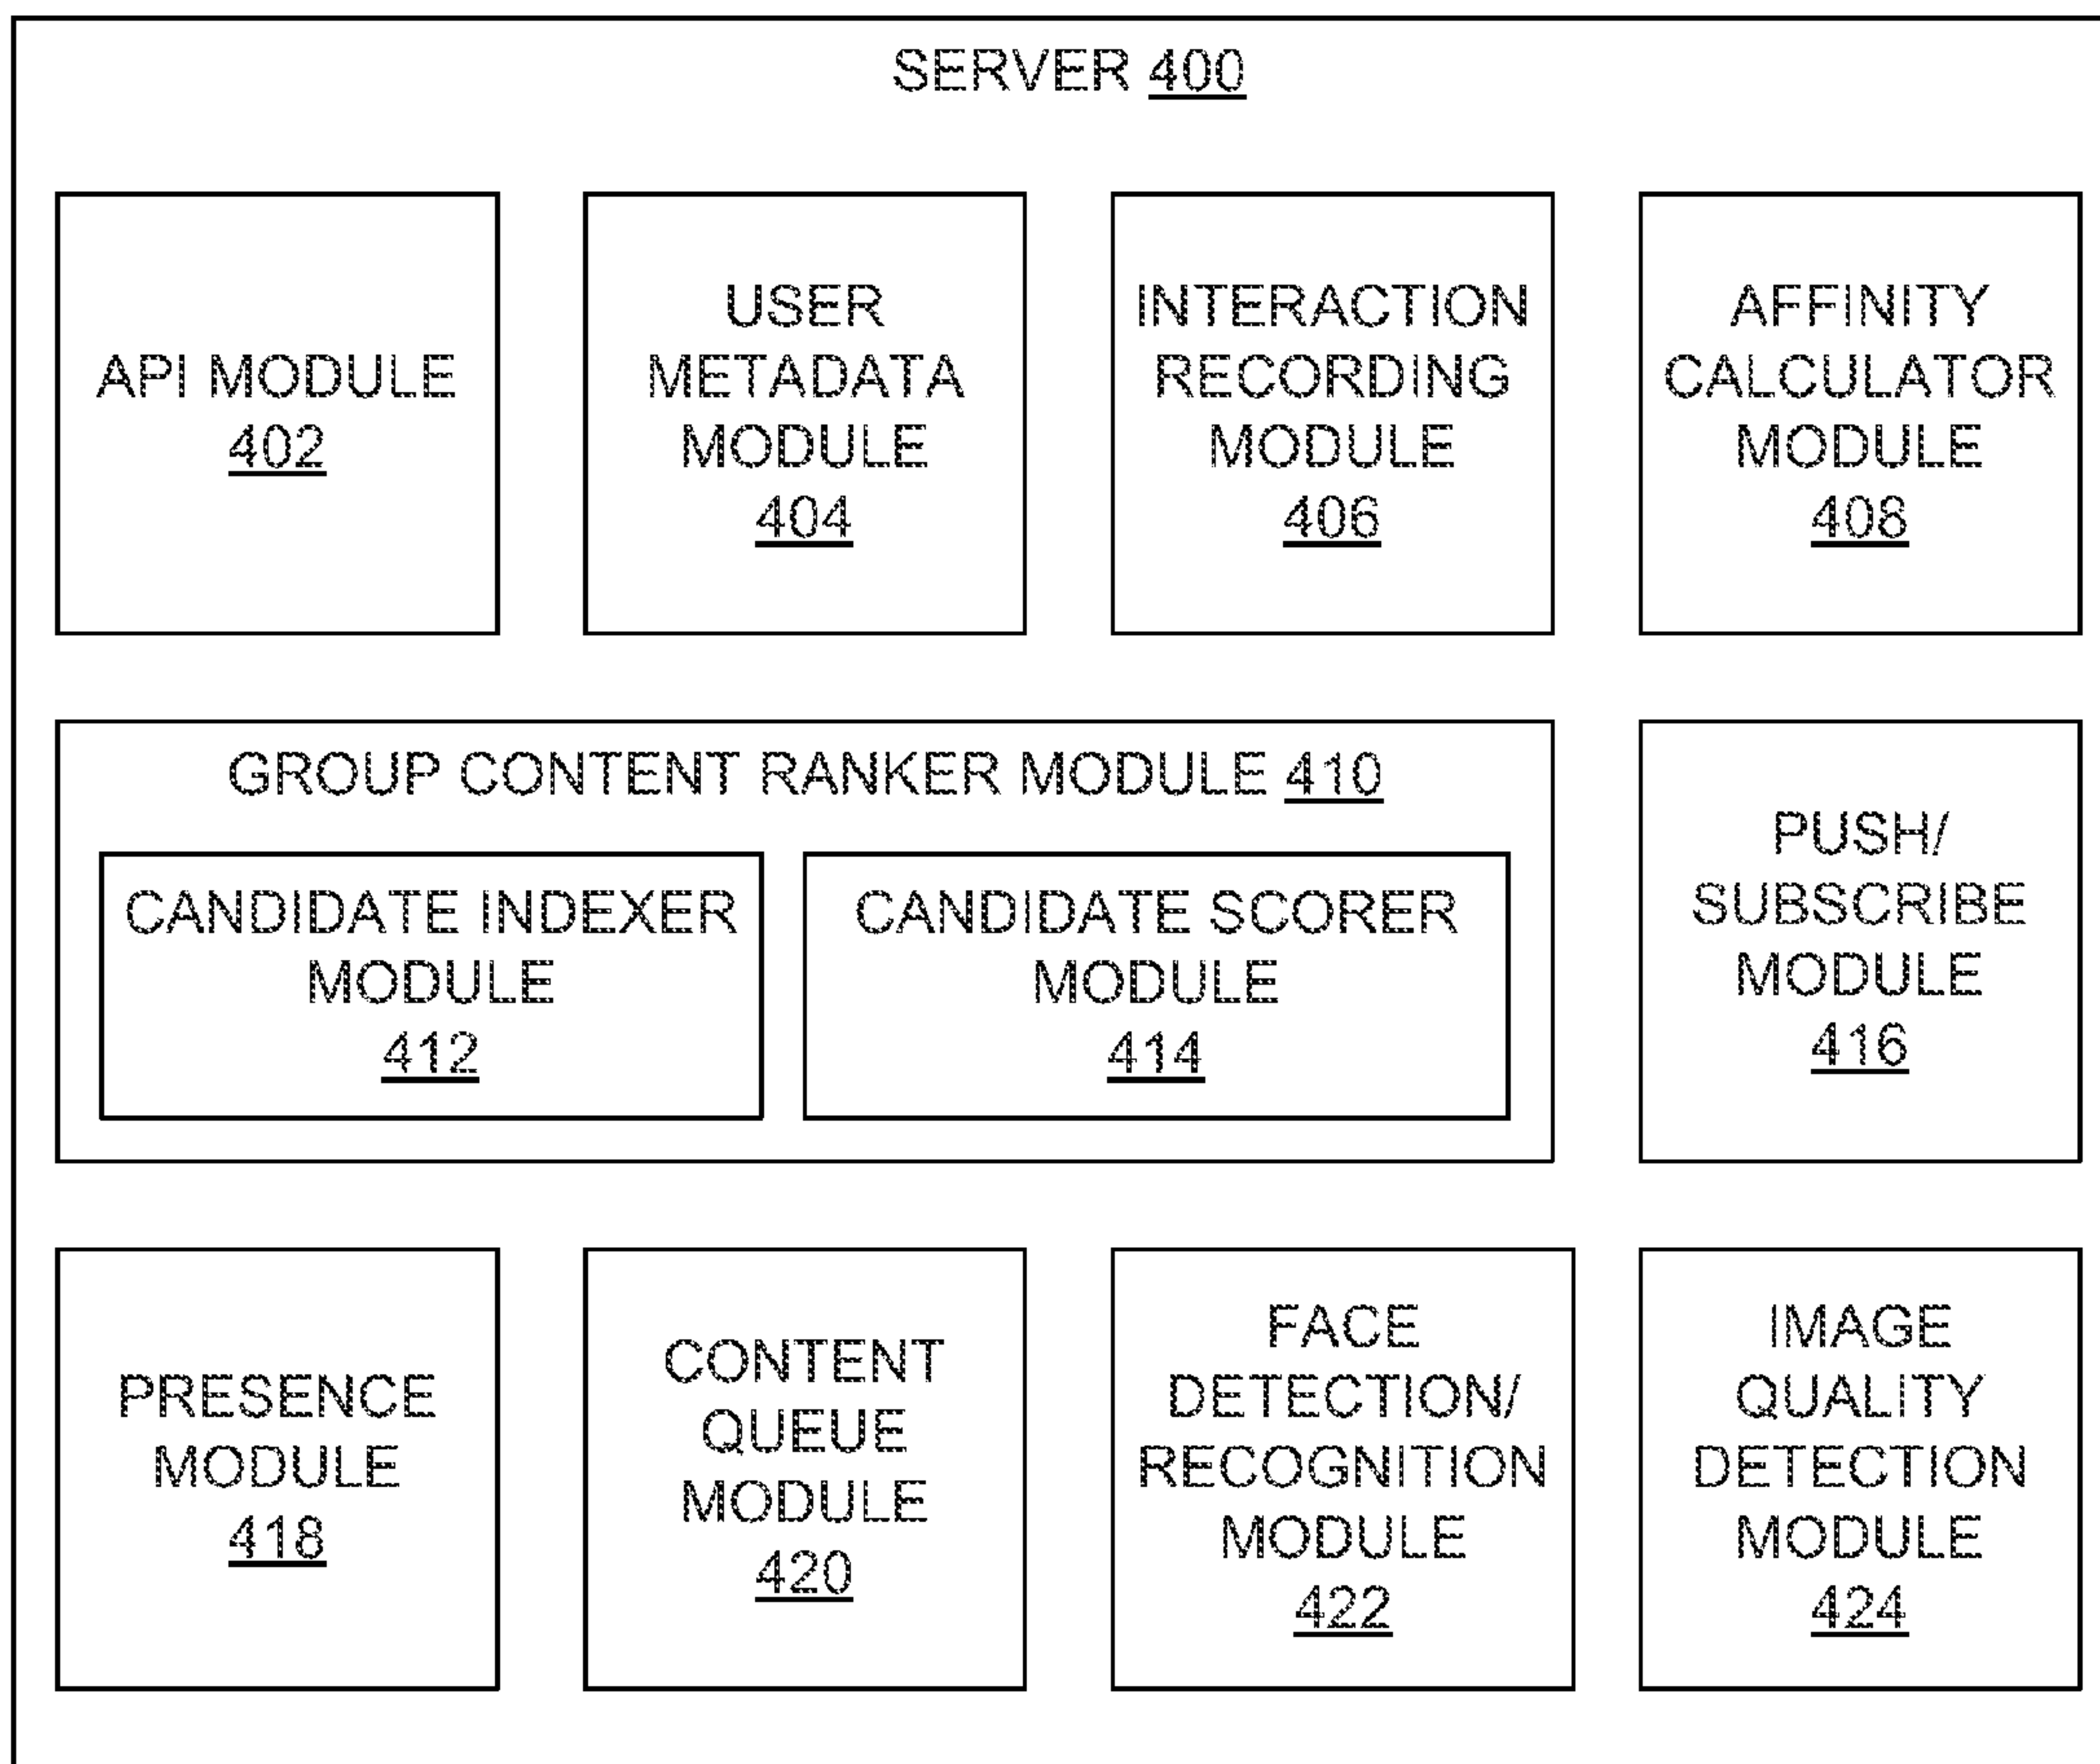 SERVER 400
API MODULE
402
USER
METADATA
MODULE
404
INTERACTION
RECORDING
MODULE
406
AFFINITY
CALCULATOR
MODULE
408
GROUP CONTENT RANKER MODULE 410
CANDIDATE INDEXER
MODULE
412
CANDIDATE SCORER
MODULE
414
PUSH/
SUBSCRIBE
MODULE
416
PRESENCE
MODULE
418
CONTENT
QUEUE
MODULE
420
FACE
DETECTION/
RECOGNITION
MODULE
422
IMAGE
QUALITY
DETECTION
MODULE
424